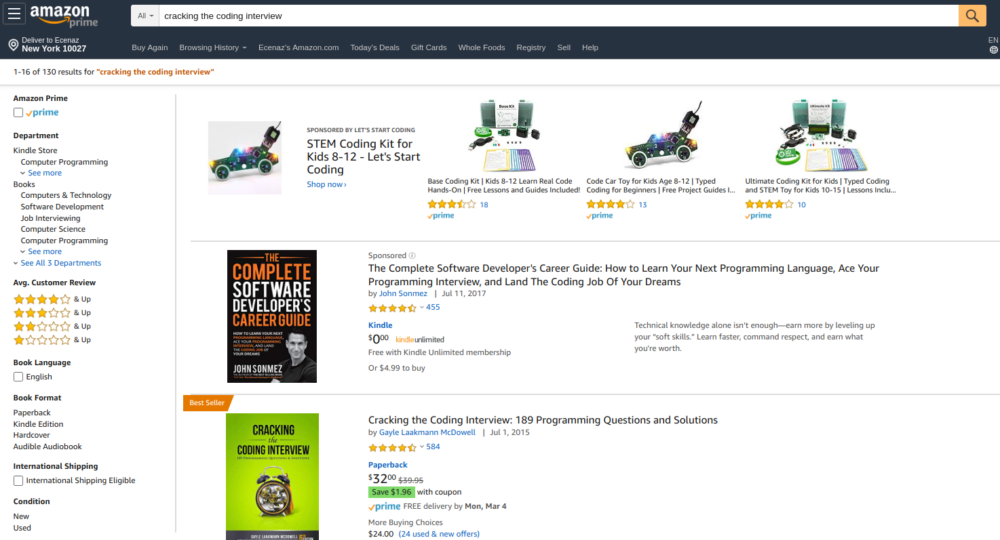 amazon prime
All
cracking the coding interview
Deliver to Ecenaz
New York 10027
Buy Again Browsing History Ecenaz's Amazon.com Today's Deals Gift Cards Whole Foods Registry Sell Help
EN
1-16 of 130 results for "cracking the coding interview"
Amazon Prime
prime
Department
Kindle Store
Computer Programming
See more
Books
Computers & Technology
Software Development
Job Interviewing
Computer Science
Computer Programming
See more
See All 3 Departments
Avg. Customer Review
& Up
& Up
& Up
& Up
Book Language
English
Book Format
Paperback
Kindle Edition
Hardcover
Audible Audiobook
International Shipping
International Shipping Eligible
Condition
New
Used
SPONSORED BY LET'S START CODING
STEM Coding Kit for
Kids 8-12 - Let's Start
Coding
Shop now ›
Base Kit
Base Coding Kit | Kids 8-12 Learn Real Code
Hands-On | Free Lessons and Guides Included!
18
prime
Code Car Toy for Kids Age 8-12 | Typed
Coding for Beginners | Free Project Guides I...
13
prime
Ultimate Kit
Ultimate Coding Kit for Kids | Typed Coding
and STEM Toy for Kids 10-15 | Lessons Inclu...
10
prime
THE
COMPLETE
SOFTWARE
DEVELOPER'S
CAREER GUIDE
HOW TO LEARN YOUR NEXT
PROGRAMMING LANGUAGE,
ACE YOUR PROGRAMMING
INTERVIEW, AND LAND
THE CODING JOB OF
YOUR DREAMS
JOHN SONMEZ
Sponsored
The Complete Software Developer's Career Guide: How to Learn Your Next Programming Language, Ace Your
Programming Interview, and Land The Coding Job Of Your Dreams
by John Sonmez | Jul 11, 2017
455
Kindle
$000 kindleunlimited
Free with Kindle Unlimited membership
Or $4.99 to buy
Technical knowledge alone isn't enough—earn more by leveling up
your "soft skills." Learn faster, command respect, and earn what
you're worth.
Best Seller
CRACKING
the
CODING INTERVIEW
189 PROGRAMMING QUESTIONS & SOLUTIONS
GAYLE LAAKMANN MCDOWELL 6TH EDITION
Cracking the Coding Interview: 189 Programming Questions and Solutions
by Gayle Laakmann McDowell | Jul 1, 2015
584
Paperback
$3200 $39.95
Save $1.96 with coupon
prime FREE delivery by Mon, Mar 4
More Buying Choices
$24.00 (24 used & new offers)